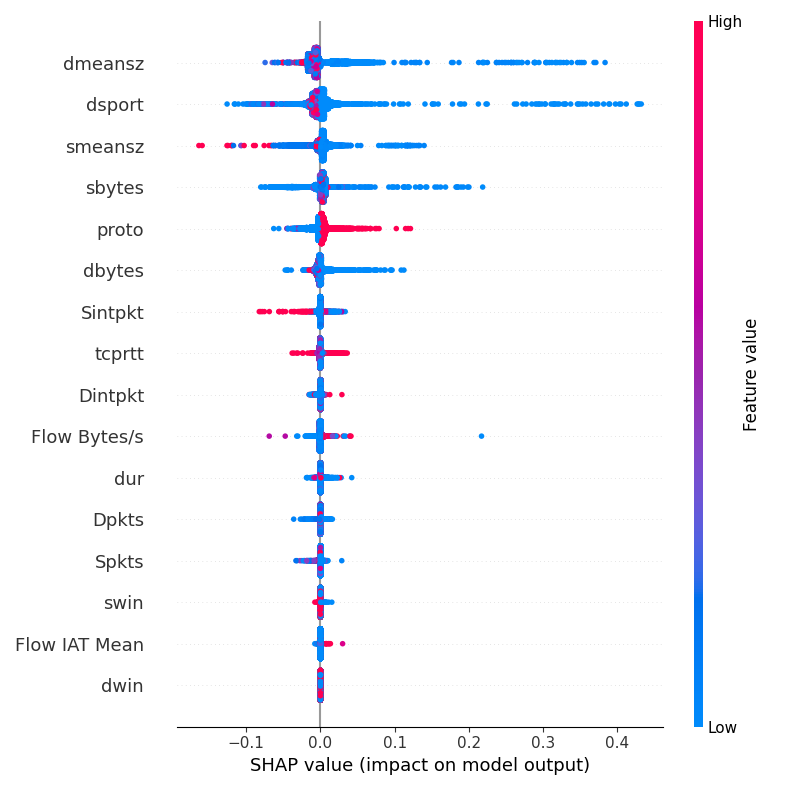 High
dmeansz
dsport
smeansz
sbytes
proto
dbytes
Sintpkt
tcprtt
Dintpkt
Flow Bytes/s
dur
Dpkts
Spkts
swin
Flow IAT Mean
dwin
Feature value
Low
−0.1 0.0 0.1 0.2 0.3 0.4
SHAP value (impact on model output)